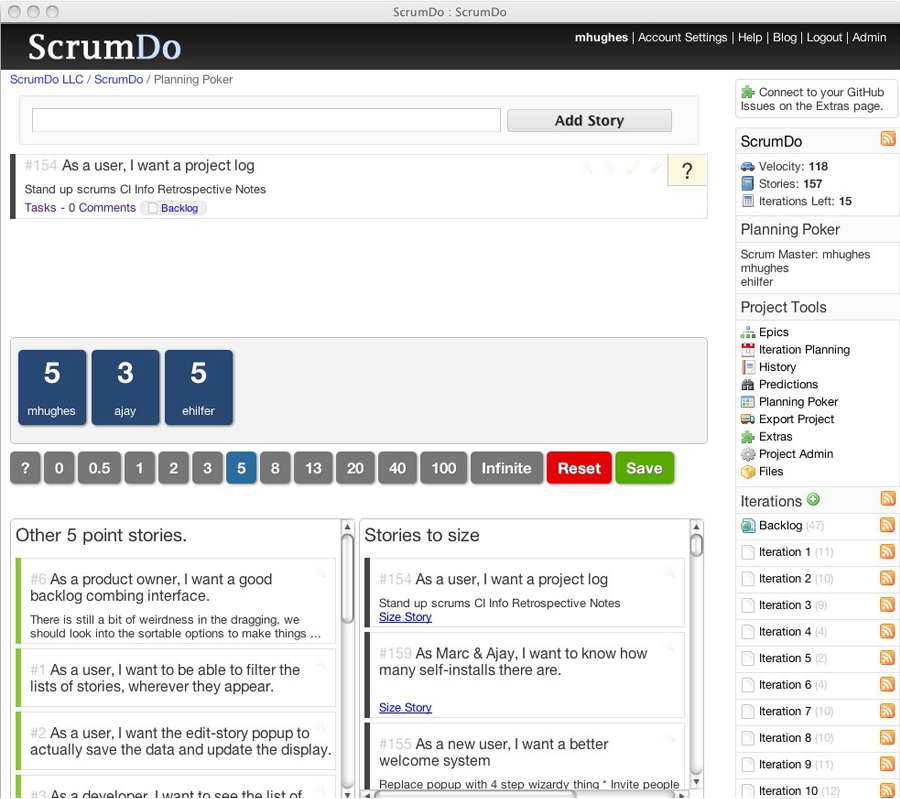 ScrumDo : ScrumDo
ScrumDo
mhughes | Account Settings | Help | Blog | Logout | Admin
ScrumDo LLC / ScrumDo / Planning Poker
Add Story
#154 As a user, I want a project log
?
Stand up scrums CI Info Retrospective Notes
Tasks - 0 Comments Backlog
5
mhughes
3
ajay
5
ehilfer
? 0 0.5 1 2 3 5 8 13 20 40 100 Infinite Reset Save
Other 5 point stories.
#6 As a product owner, I want a good
backlog combing interface.
There is still a bit of weirdness in the dragging, we
should look into the sortable options to make things ...
#1 As a user, I want to be able to filter the
lists of stories, wherever they appear.
#2 As a user, I want the edit-story popup to
actually save the data and update the display.
#3 As a developer, I want to see the list of
Stories to size
#154 As a user, I want a project log
Stand up scrums CI Info Retrospective Notes
Size Story
#159 As Marc & Ajay, I want to know how
many self-installs there are.
Size Story
#155 As a new user, I want a better
welcome system
Replace popup with 4 step wizardy thing * Invite people
Connect to your GitHub
Issues on the Extras page.
ScrumDo
Velocity: 118
Stories: 157
Iterations Left: 15
Planning Poker
Scrum Master: mhughes
mhughes
ehilfer
Project Tools
Epics
Iteration Planning
History
Predictions
Planning Poker
Export Project
Extras
Project Admin
Files
Iterations
Backlog (47)
Iteration 1 (11)
Iteration 2 (10)
Iteration 3 (9)
Iteration 4 (4)
Iteration 5 (2)
Iteration 6 (4)
Iteration 7 (10)
Iteration 8 (10)
Iteration 9 (11)
Iteration 10 (12)